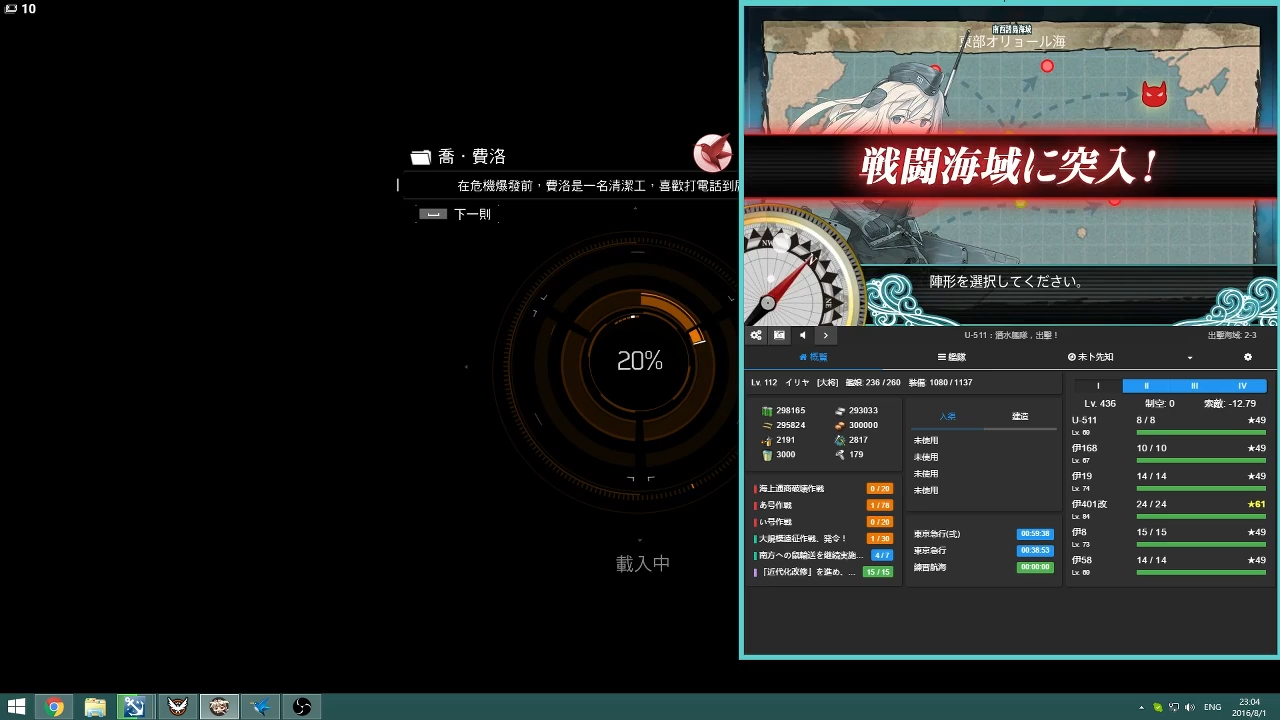 10
喬・費洛
在危機爆發前，費洛是一名清潔工，喜歡打電話到
下一則
20%
載入中
南西諸島海域
東部オリョール海
戦闘海域に突入！
NW
N
NE
陣形を選択してください。
U-511：潛水艦隊，出擊！
出擊海域: 2-3
概覽
艦隊
未卜先知
Lv. 112 イリヤ [大将] 艦娘: 236 / 260 裝備: 1080 / 1137
298165 293033
295824 300000
2191 2817
3000 179
海上通商破壊作戦 0 / 20
あ号作戦 1 / 78
い号作戦 0 / 20
大規模遠征作戦、発令！ 1 / 30
南方への鼠輸送を継続実施... 4 / 7
「近代化改修」を進め、... 15 / 15
入渠 建造
未使用
未使用
未使用
未使用
東京急行(弐) 00:59:38
東京急行 00:38:53
練習航海 00:00:00
I II III IV
Lv. 436 制空: 0 索敵: -12.79
U-511 8 / 8 ★49
Lv. 69
伊168 10 / 10 ★49
Lv. 67
伊19 14 / 14 ★49
Lv. 74
伊401改 24 / 24 ★61
Lv. 84
伊8 15 / 15 ★49
Lv. 73
伊58 14 / 14 ★49
Lv. 69
ENG
23:04
2016/8/1